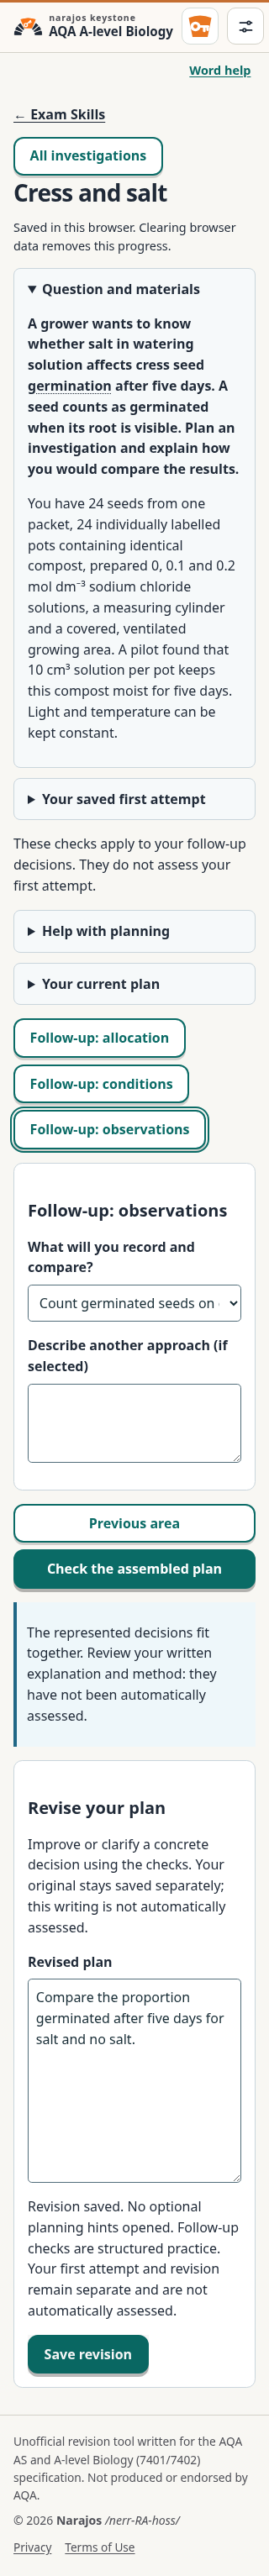 narajos keystone
AQA A-level Biology
Word help
← Exam Skills
All investigations
Cress and salt
Saved in this browser. Clearing browser
data removes this progress.
▼ Question and materials
A grower wants to know
whether salt in watering
solution affects cress seed
germination after five days. A
seed counts as germinated
when its root is visible. Plan an
investigation and explain how
you would compare the results.
You have 24 seeds from one
packet, 24 individually labelled
pots containing identical
compost, prepared 0, 0.1 and 0.2
mol dm⁻³ sodium chloride
solutions, a measuring cylinder
and a covered, ventilated
growing area. A pilot found that
10 cm³ solution per pot keeps
this compost moist for five days.
Light and temperature can be
kept constant.
▶ Your saved first attempt
These checks apply to your follow-up
decisions. They do not assess your
first attempt.
▶ Help with planning
▶ Your current plan
Follow-up: allocation
Follow-up: conditions
Follow-up: observations
Follow-up: observations
What will you record and
compare?
Count germinated seeds on
Describe another approach (if
selected)
Previous area
Check the assembled plan
The represented decisions fit
together. Review your written
explanation and method: they
have not been automatically
assessed.
Revise your plan
Improve or clarify a concrete
decision using the checks. Your
original stays saved separately;
this writing is not automatically
assessed.
Revised plan
Compare the proportion
germinated after five days for
salt and no salt.
Revision saved. No optional
planning hints opened. Follow-up
checks are structured practice.
Your first attempt and revision
remain separate and are not
automatically assessed.
Save revision
Unofficial revision tool written for the AQA
AS and A-level Biology (7401/7402)
specification. Not produced or endorsed by
AQA.
© 2026 Narajos /nerr-RA-hoss/
Privacy Terms of Use